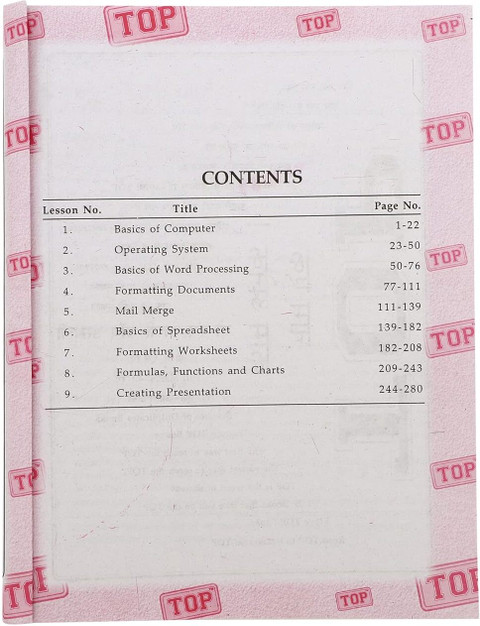 TOP TOP TOP TOP
CONTENTS
Lesson No. Title Page No.
1. Basics of Computer 1-22
2. Operating System 23-50
3. Basics of Word Processing 50-76
4. Formatting Documents 77-111
5. Mail Merge 111-139
6. Basics of Spreadsheet 139-182
7. Formatting Worksheets 182-208
8. Formulas, Functions and Charts 209-243
9. Creating Presentation 244-280
TOP TOP
TOP TOP
TOP
TOP
TOP TOP